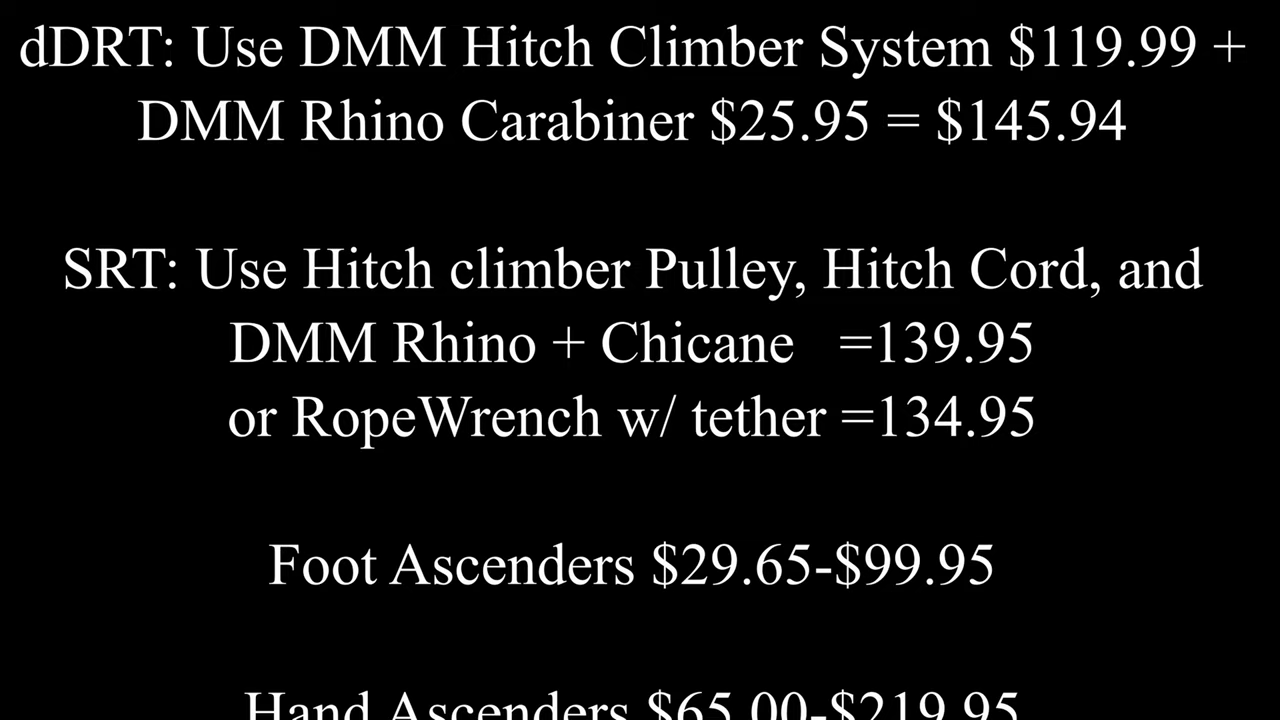 dDRT: Use DMM Hitch Climber System $119.99 +
DMM Rhino Carabiner $25.95 = $145.94
SRT: Use Hitch climber Pulley, Hitch Cord, and
DMM Rhino + Chicane =139.95
or RopeWrench w/ tether =134.95
Foot Ascenders $29.65-$99.95
Hand Ascenders $65.00-$219.95